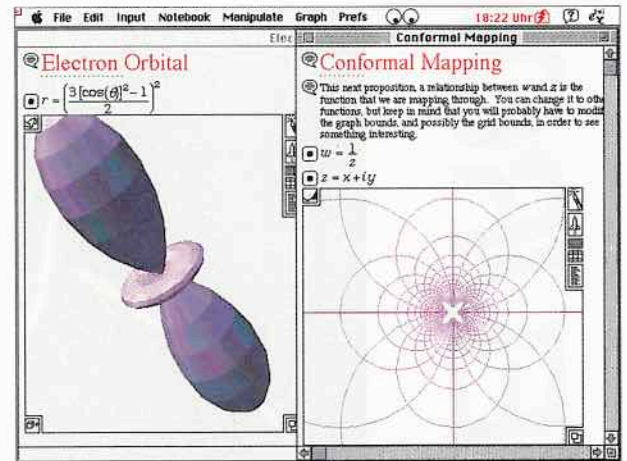 File Edit Input Notebook Manipulate Graph Prefs 18:22 Uhr
Elec
Electron Orbital
r = ( 3[cos(θ)]² - 1 / 2 )²
Conformal Mapping
Conformal Mapping
This next proposition, a relationship between w and z is the
function that we are mapping through. You can change it to othe
functions, but keep in mind that you will probably have to modif
the graph bounds, and possibly the grid bounds, in order to see
something interesting.
w = 1 / z
z = x + iy